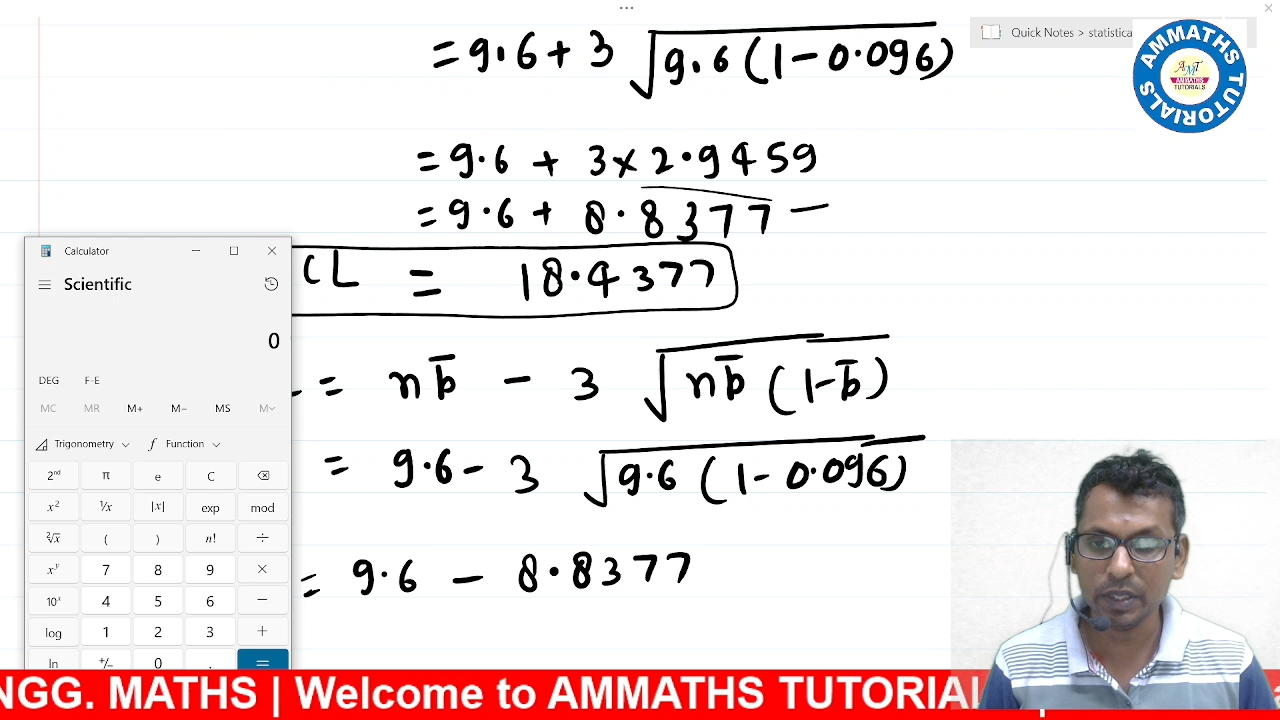 = 9.6 + 3 √9.6 (1 - 0.096)
Quick Notes > statistica
AMMATHS TUTORIALS
AMT
AMMATHS
TUTORIALS
= 9.6 + 3 × 2.9459
= 9.6 + 8.8377 -
CL = 18.4377
= n p̄ - 3 √n p̄ (1 - p̄)
= 9.6 - 3 √9.6 (1 - 0.096)
= 9.6 - 8.8377
Calculator
Scientific
0
DEG F-E
MC MR M+ M- MS M˅
Trigonometry f Function
2ⁿᵈ π e C ⌫
x² ¹/x |x| exp mod
²√x ( ) n! ÷
xʸ 7 8 9 ×
10ˣ 4 5 6 −
log 1 2 3 +
ln +/- 0 . =
NGG. MATHS | Welcome to AMMATHS TUTORIAL